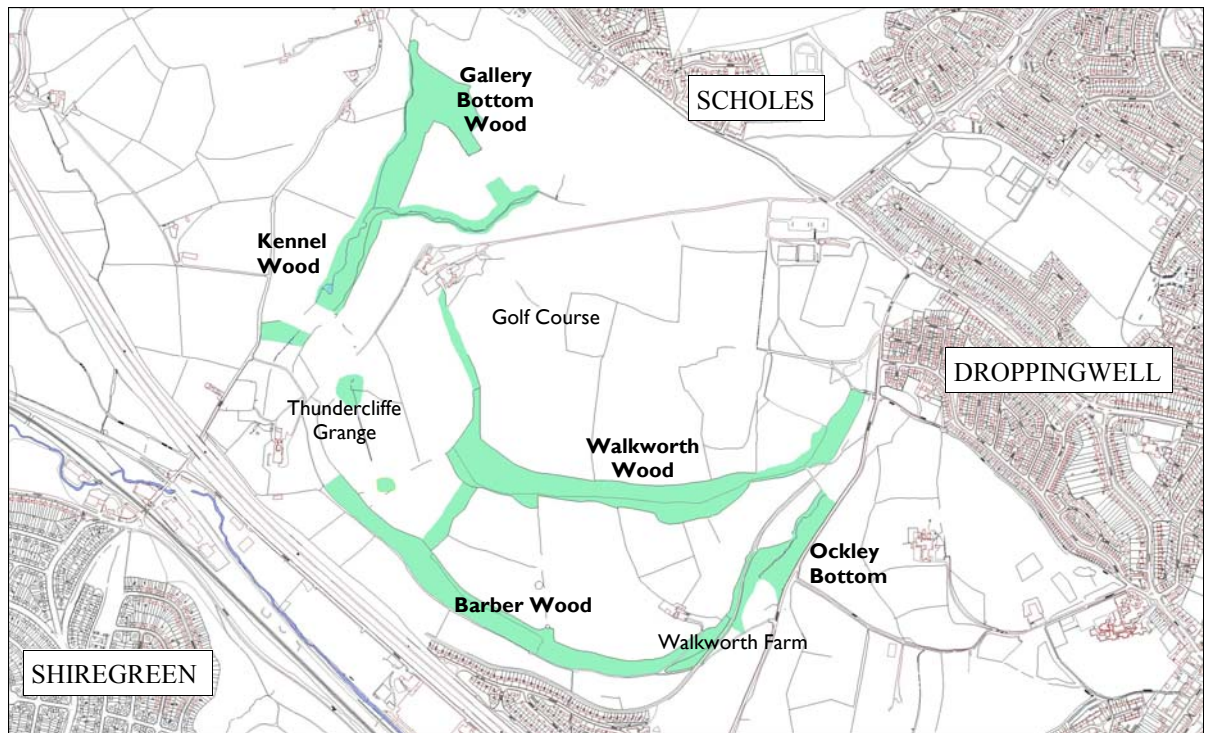 Gallery
Bottom
Wood
SCHOLES
Kennel
Wood
Golf Course
DROPPINGWELL
Thundercliffe
Grange
Walkworth
Wood
Ockley
Bottom
Barber Wood
Walkworth Farm
SHIREGREEN